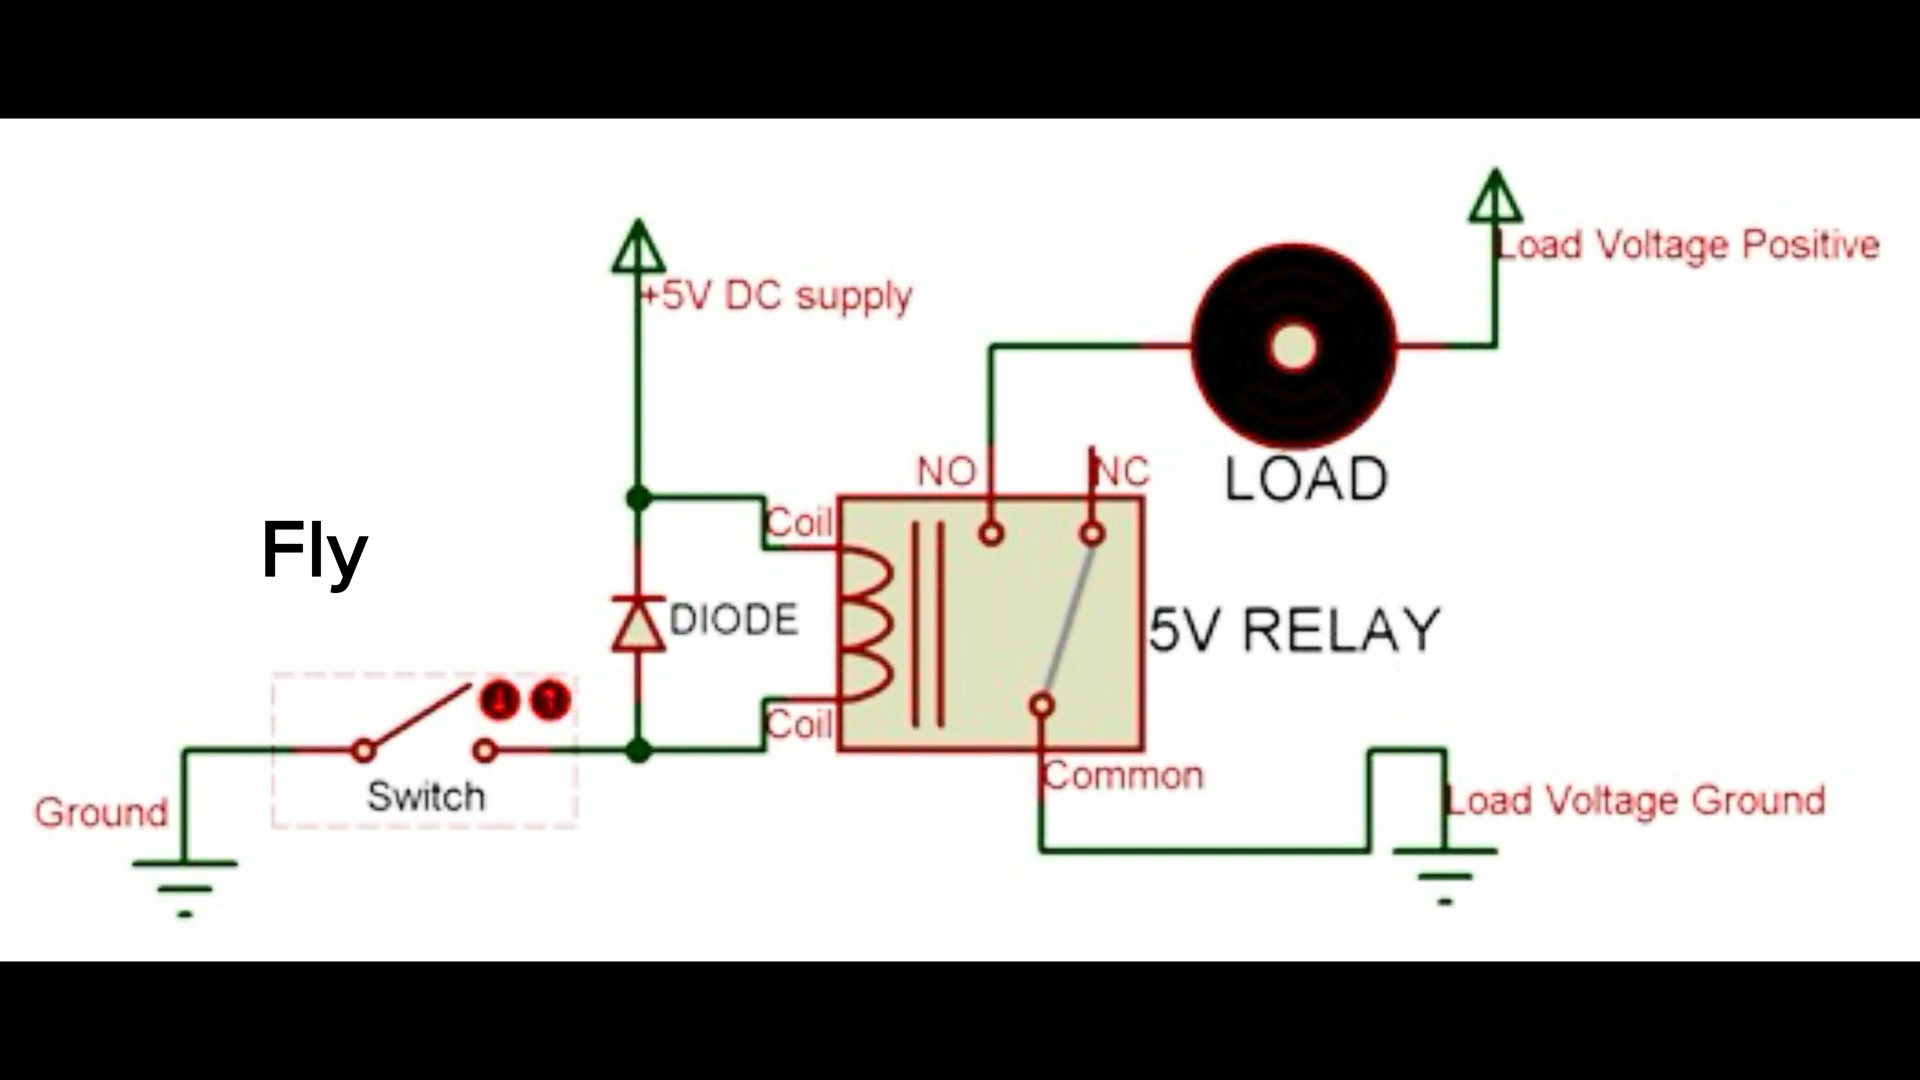 Load Voltage Positive
+5V DC supply
NO
NC
LOAD
Coil
Fly
DIODE
5V RELAY
Coil
Switch
Common
Ground
Load Voltage Ground